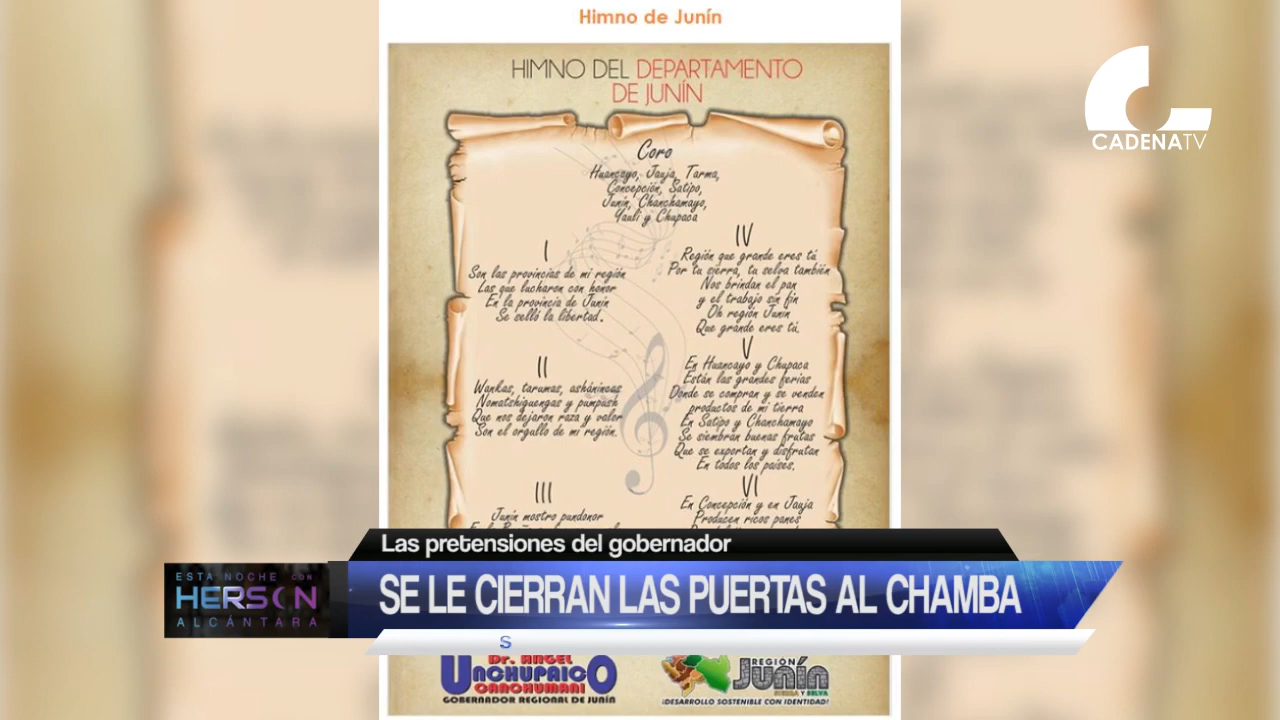 Himno de Junín
HIMNO DEL DEPARTAMENTO
DE JUNÍN
CADENATV
Coro
Huancayo, Jauja, Tarma,
Concepción, Satipo,
Junín, Chanchamayo,
Yauli y Chupaca
I
Son las provincias de mi región
Las que lucharon con honor
En la provincia de Junín
Se selló la libertad.
II
Wankas, tarumas, ashánincas
Nomatshiguengas y pumpush
Que nos dejaron raza y valor
Son el orgullo de mi región.
III
Junín mostro pundonor
IV
Región que grande eres tú
Por tu sierra, tu selva también
Nos brindan el pan
y el trabajo sin fin
Oh región Junín
Que grande eres tú.
V
En Huancayo y Chupaca
Están las grandes ferias
Donde se compran y se venden
productos de mi tierra
En Satipo y Chanchamayo
Se siembran buenas frutas
Que se exportan y disfrutan
En todos los países.
VI
En Concepción y en Jauja
Producen ricos panes
Las pretensiones del gobernador
ESTA NOCHE CON
HERSON
ALCÁNTARA
SE LE CIERRAN LAS PUERTAS AL CHAMBA
S
Dr. ANGEL
UNCHUPAICO
CANCHUMANI
GOBERNADOR REGIONAL DE JUNÍN
REGIÓN
Junín
SIERRA Y SELVA
¡DESARROLLO SOSTENIBLE CON IDENTIDAD!